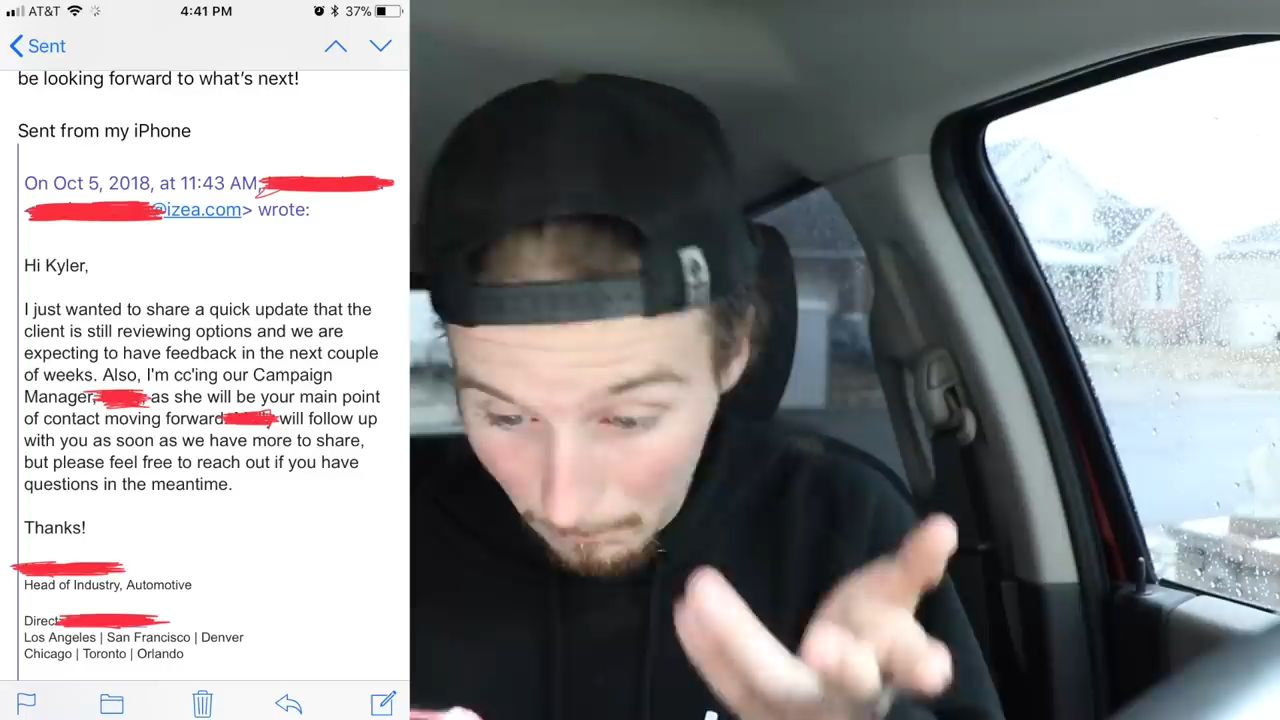 AT&T
4:41 PM
37%
Sent
be looking forward to what's next!
Sent from my iPhone
On Oct 5, 2018, at 11:43 AM,
@izea.com> wrote:
Hi Kyler,
I just wanted to share a quick update that the
client is still reviewing options and we are
expecting to have feedback in the next couple
of weeks. Also, I'm cc'ing our Campaign
Manager, as she will be your main point
of contact moving forward. will follow up
with you as soon as we have more to share,
but please feel free to reach out if you have
questions in the meantime.
Thanks!
Head of Industry, Automotive
Direct
Los Angeles | San Francisco | Denver
Chicago | Toronto | Orlando